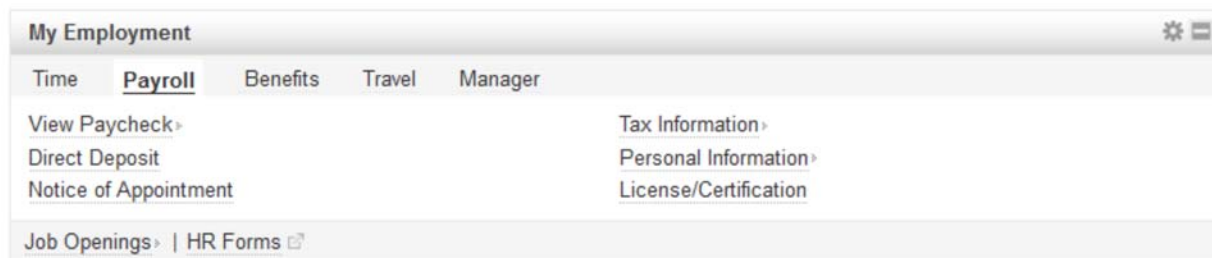 My Employment
Time Payroll Benefits Travel Manager
View Paycheck Tax Information
Direct Deposit Personal Information
Notice of Appointment License/Certification
Job Openings | HR Forms